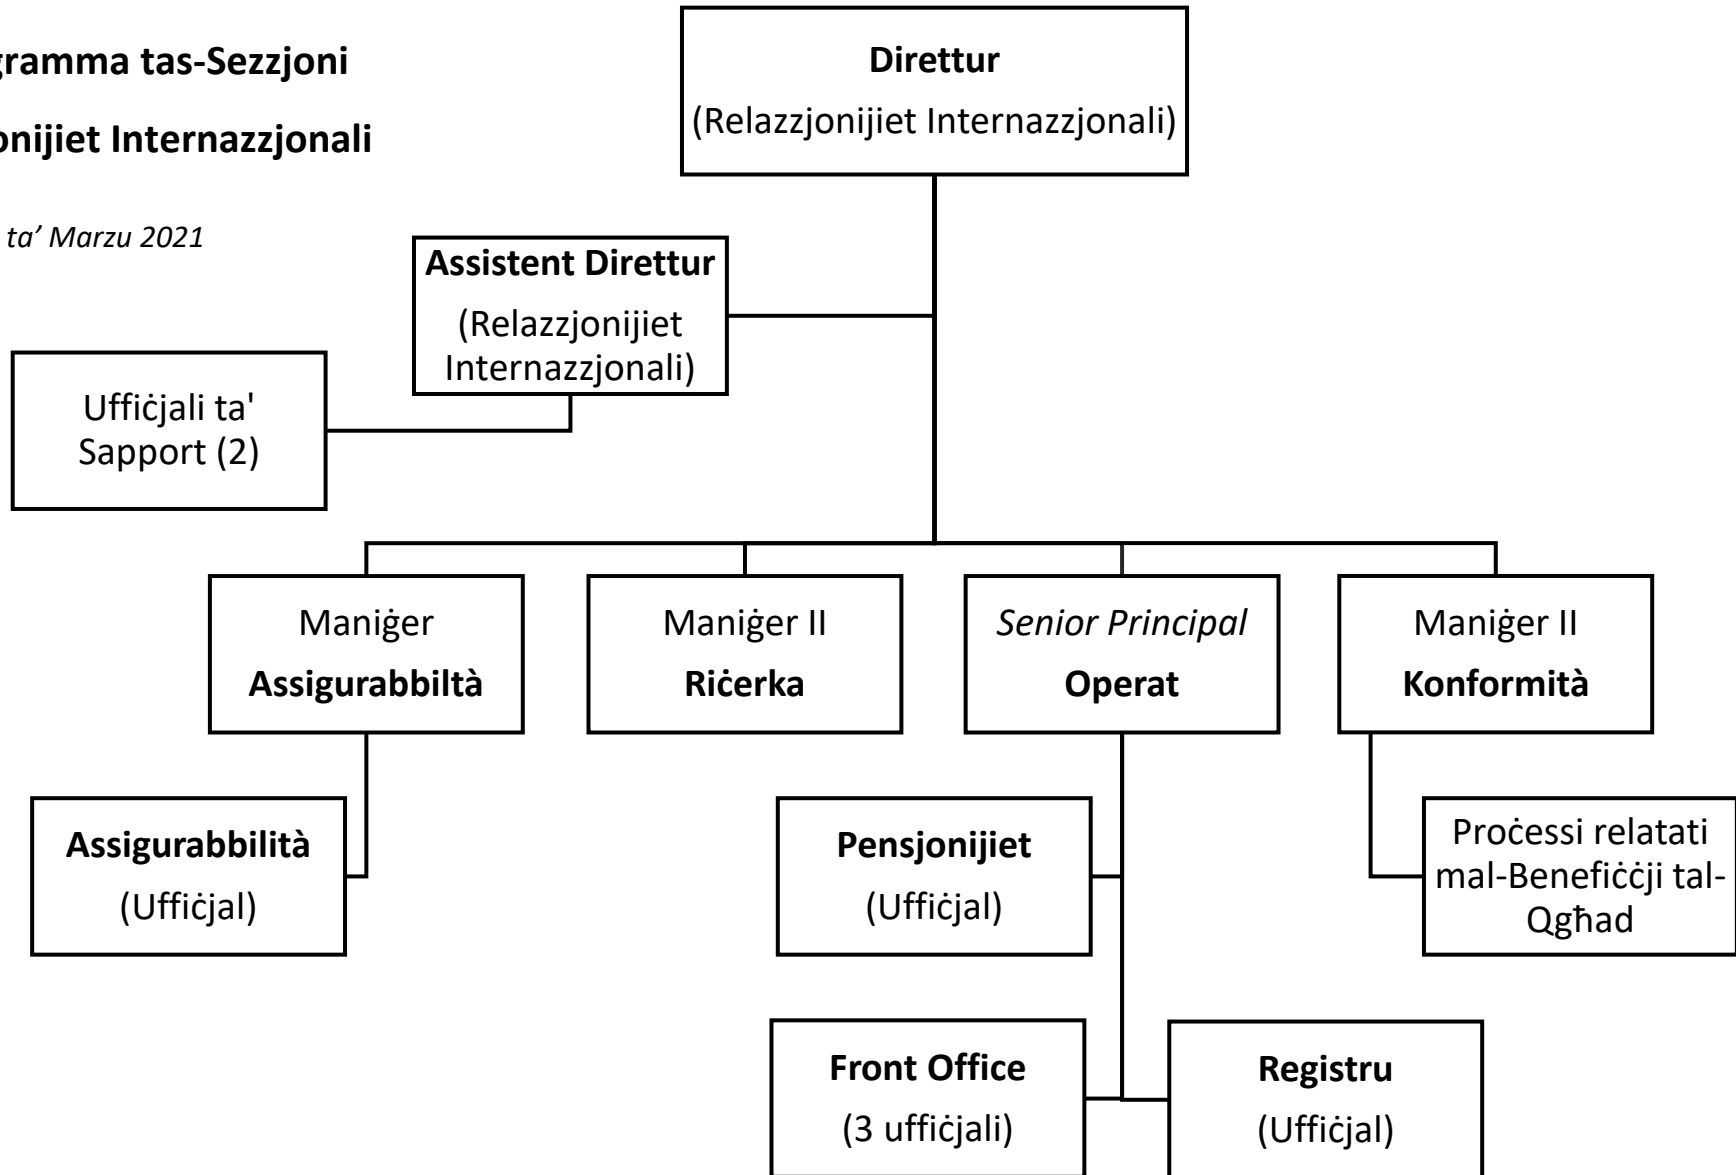 tas-Sezzjoni
Internazzjonali
ta’ Marzu 2021
Direttur
(Relazzjonijiet Internazzjonali)
Assistent Direttur
(Relazzjonijiet
Internazzjonali)
Uffiċjali ta'
Sapport (2)
Maniġer
Assigurabbiltà
Maniġer II
Riċerka
Senior Principal
Operat
Maniġer II
Konformità
Assigurabbilità
(Uffiċjal)
Pensjonijiet
(Uffiċjal)
Proċessi relatati
mal-Benefiċċji tal-
Qgħad
Front Office
(3 uffiċjali)
Registru
(Uffiċjal)